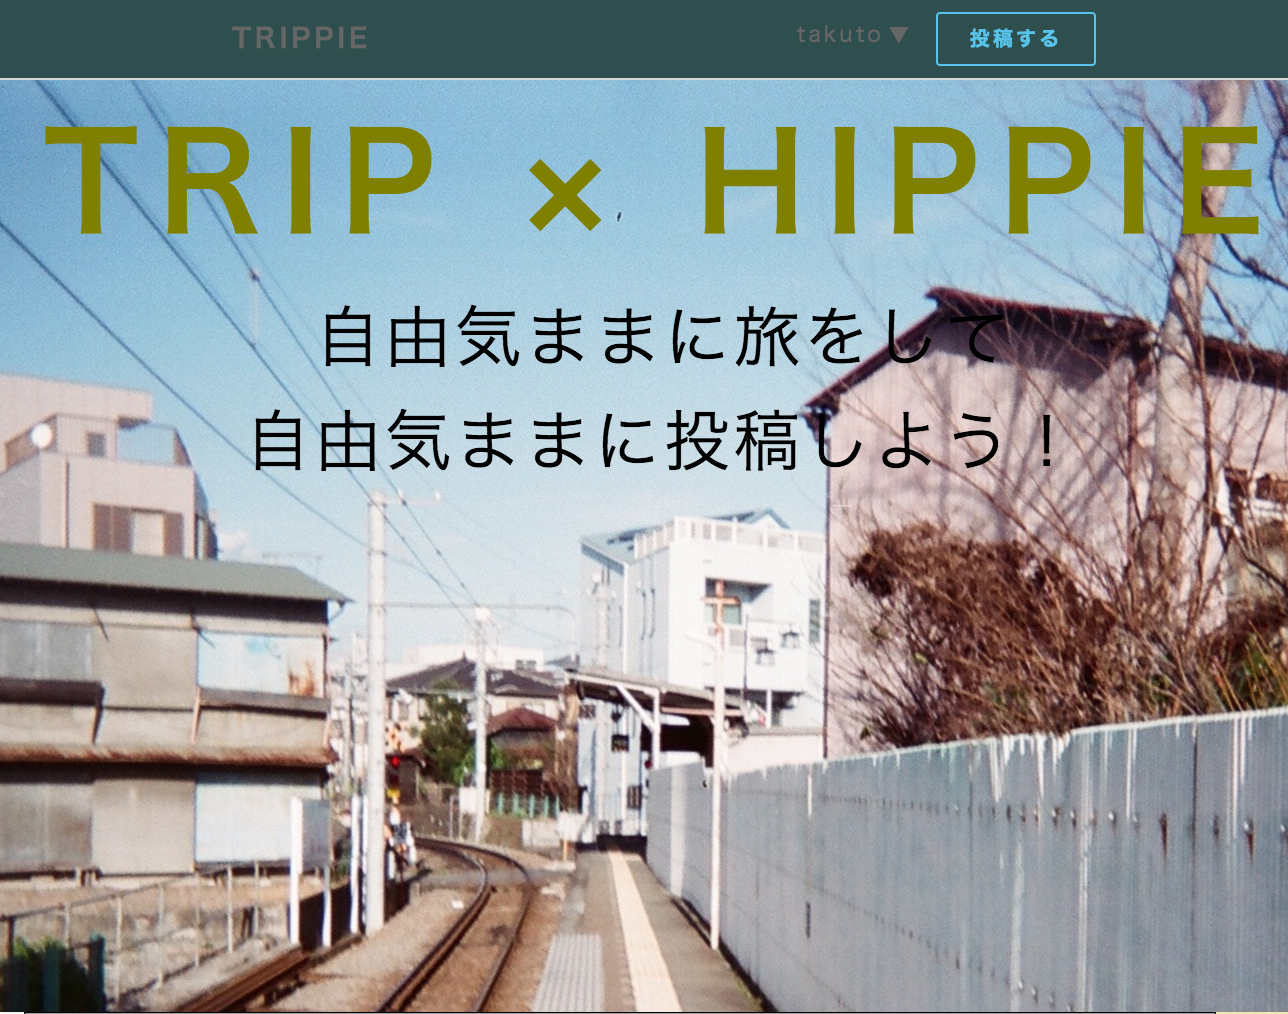 TRIPPIE
takuto ▼
投稿する
TRIP × HIPPIE
自由気ままに旅をして
自由気ままに投稿しよう！